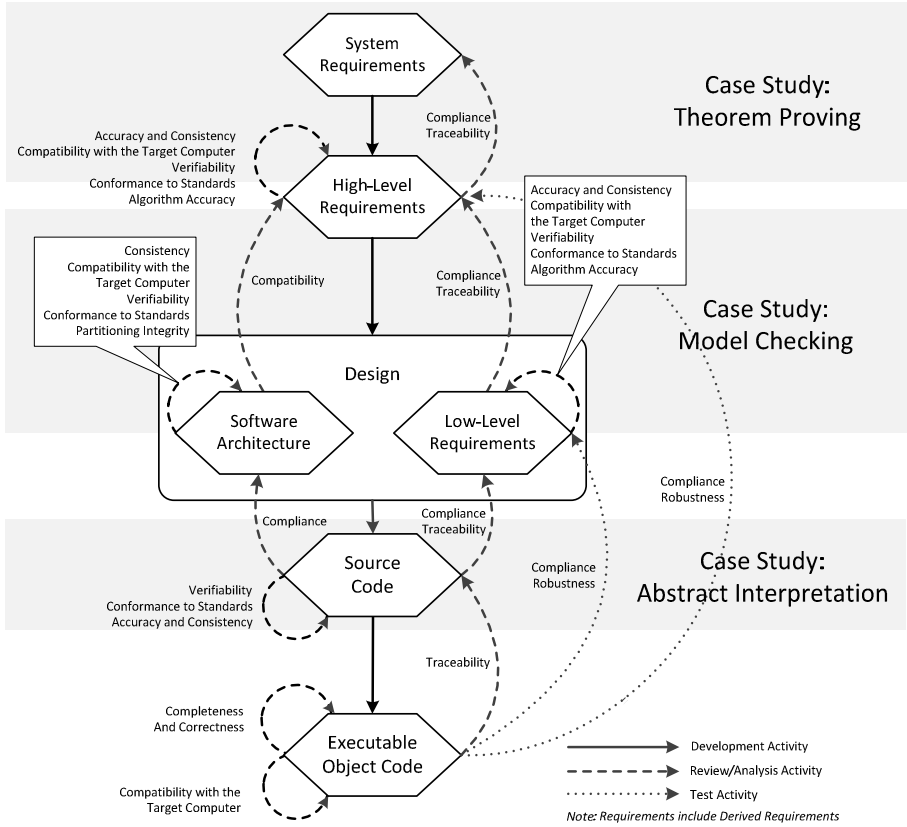 System
Requirements
Case Study:
Theorem Proving
Compliance
Traceability
Accuracy and Consistency
Compatibility with the Target Computer
Verifiability
Conformance to Standards
Algorithm Accuracy
High-Level
Requirements
Accuracy and Consistency
Compatibility with
the Target Computer
Verifiability
Conformance to Standards
Algorithm Accuracy
Consistency
Compatibility with the
Target Computer
Verifiability
Conformance to Standards
Partitioning Integrity
Compatibility
Compliance
Traceability
Case Study:
Model Checking
Design
Software
Architecture
Low-Level
Requirements
Compliance
Robustness
Compliance
Compliance
Traceability
Source
Code
Case Study:
Abstract Interpretation
Compliance
Robustness
Verifiability
Conformance to Standards
Accuracy and Consistency
Traceability
Completeness
And Correctness
Executable
Object Code
Compatibility with the
Target Computer
Development Activity
Review/Analysis Activity
Test Activity
Note: Requirements include Derived Requirements